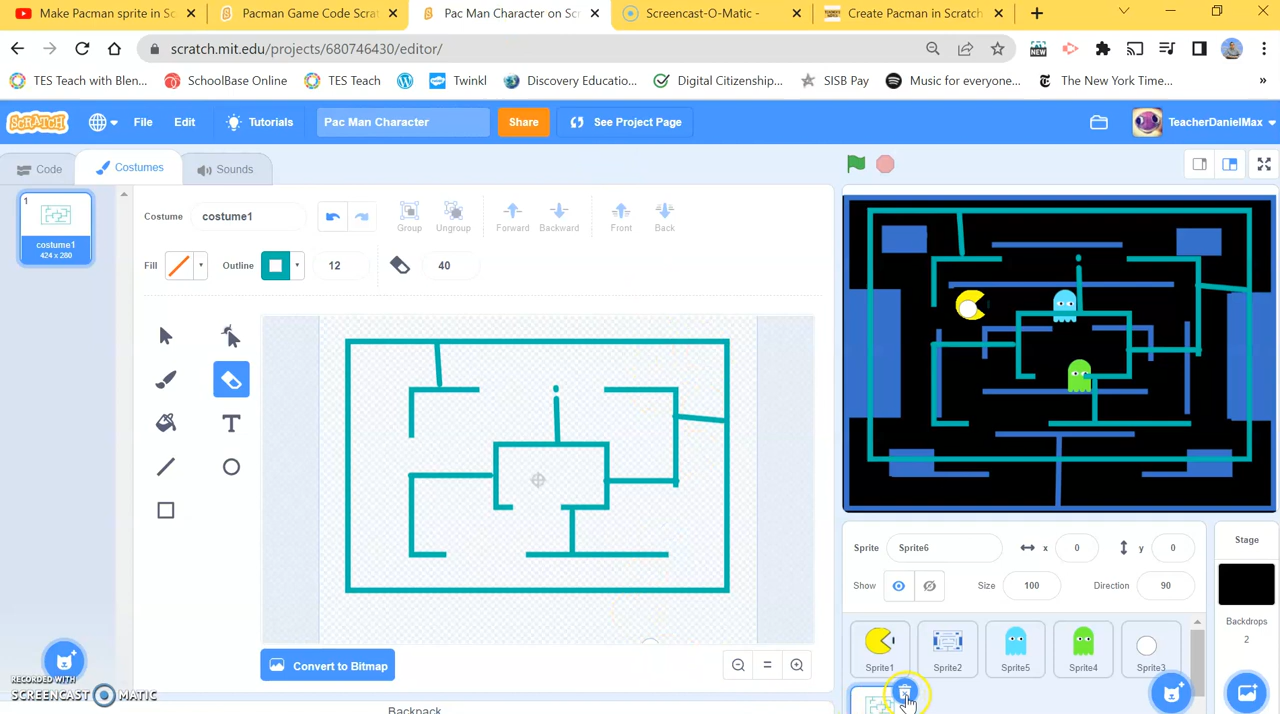 Make Pacman sprite in S
Pacman Game Code Scrat
Pac Man Character on Scr
Screencast-O-Matic -
Create Pacman in Scratch
scratch.mit.edu/projects/680746430/editor/
NEW
TES Teach with Blen...
SchoolBase Online
TES Teach
Twinkl
Discovery Educatio...
Digital Citizenship...
SISB Pay
Music for everyone...
The New York Time...
»
SCRATCH
File
Edit
Tutorials
Pac Man Character
Share
See Project Page
TeacherDanielMax
Code
Costumes
Sounds
1
costume1
424 x 280
Costume
costume1
Group
Ungroup
Forward
Backward
Front
Back
Fill
Outline
12
40
T
Convert to Bitmap
Backpack
Sprite
Sprite6
x
0
y
0
Show
Size
100
Direction
90
Stage
Backdrops
2
Sprite1
Sprite2
Sprite5
Sprite4
Sprite3
RECORDED WITH
SCREENCAST MATIC